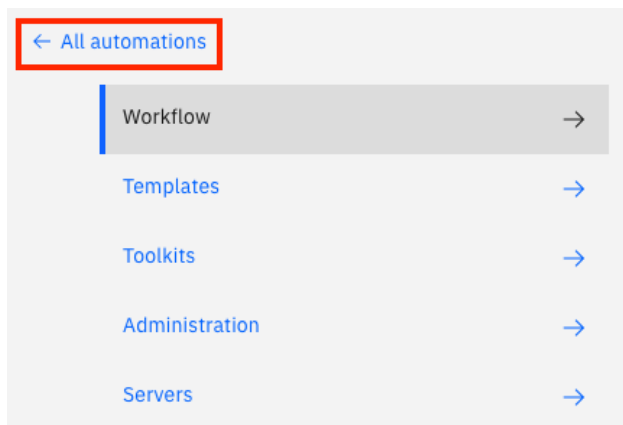 ← All automations
Workflow →
Templates →
Toolkits →
Administration →
Servers →